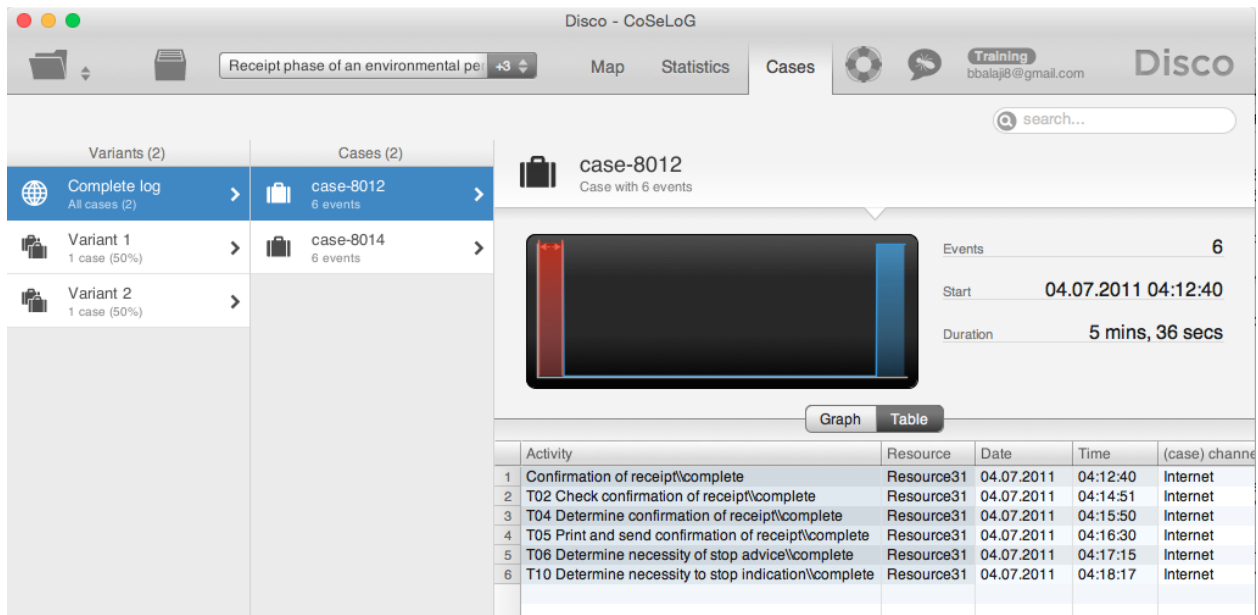 Disco - CoSeLoG
Receipt phase of an environmental per +3
Map Statistics Cases
Training
bbalaji8@gmail.com
Disco
search...
Variants (2)
Complete log
All cases (2)
Variant 1
1 case (50%)
Variant 2
1 case (50%)
Cases (2)
case-8012
6 events
case-8014
6 events
case-8012
Case with 6 events
Events 6
Start 04.07.2011 04:12:40
Duration 5 mins, 36 secs
Graph Table
Activity Resource Date Time (case) channe
1 Confirmation of receipt\\complete Resource31 04.07.2011 04:12:40 Internet
2 T02 Check confirmation of receipt\\complete Resource31 04.07.2011 04:14:51 Internet
3 T04 Determine confirmation of receipt\\complete Resource31 04.07.2011 04:15:50 Internet
4 T05 Print and send confirmation of receipt\\complete Resource31 04.07.2011 04:16:30 Internet
5 T06 Determine necessity of stop advice\\complete Resource31 04.07.2011 04:17:15 Internet
6 T10 Determine necessity to stop indication\\complete Resource31 04.07.2011 04:18:17 Internet